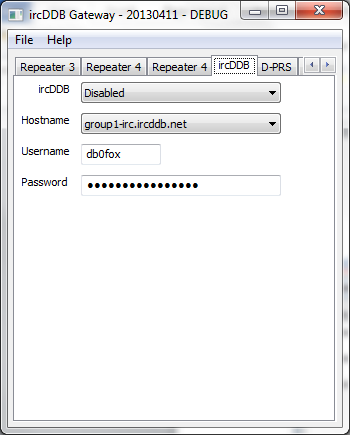 ircDDB Gateway - 20130411 - DEBUG
File Help
Repeater 3 Repeater 4 Repeater 4 ircDDB D-PRS
ircDDB Disabled
Hostname group1-irc.ircddb.net
Username db0fox
Password ●●●●●●●●●●●●●●●●